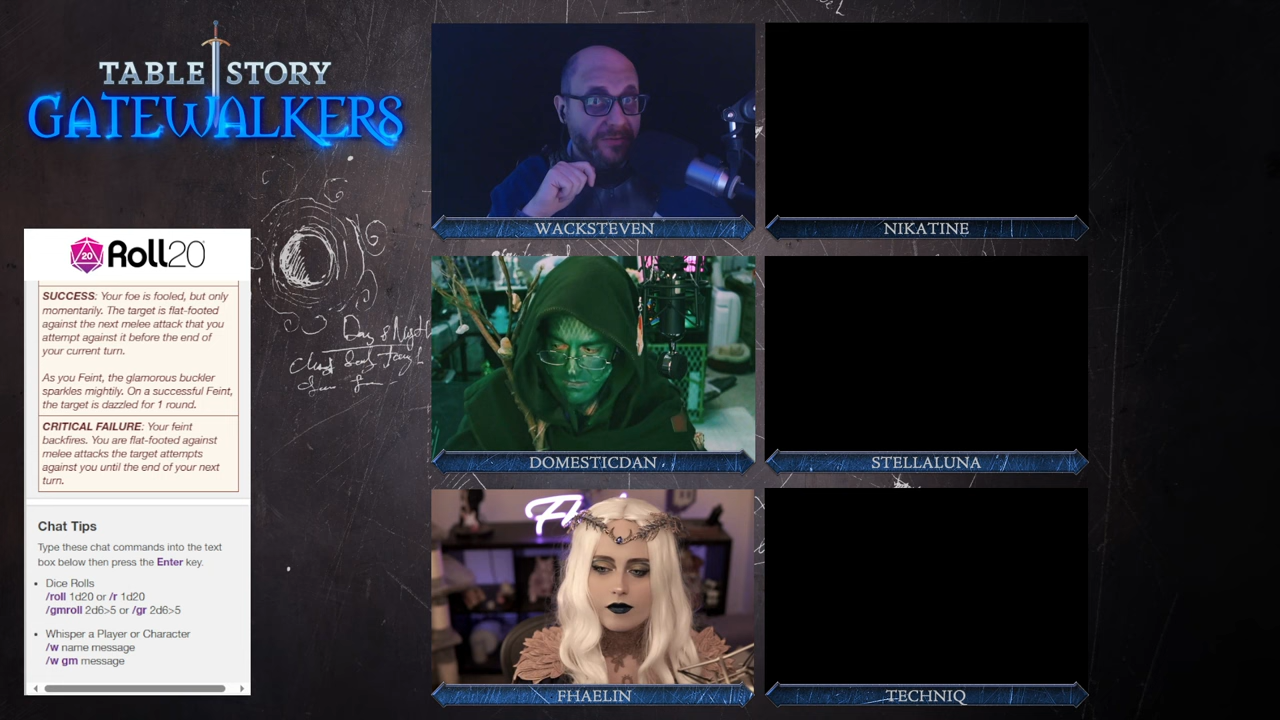 TABLE STORY
GATEWALKERS
Roll20
SUCCESS: Your foe is fooled, but only
momentarily. The target is flat-footed
against the next melee attack that you
attempt against it before the end of
your current turn.
As you Feint, the glamorous buckler
sparkles mightily. On a successful Feint,
the target is dazzled for 1 round.
CRITICAL FAILURE: Your feint
backfires. You are flat-footed against
melee attacks the target attempts
against you until the end of your next
turn.
Chat Tips
Type these chat commands into the text
box below then press the Enter key.
• Dice Rolls
/roll 1d20 or /r 1d20
/gmroll 2d6>5 or /gr 2d6>5
• Whisper a Player or Character
/w name message
/w gm message
Day & Night
WACKSTEVEN
NIKATINE
DOMESTICDAN
STELLALUNA
FHAELIN
TECHNIQ